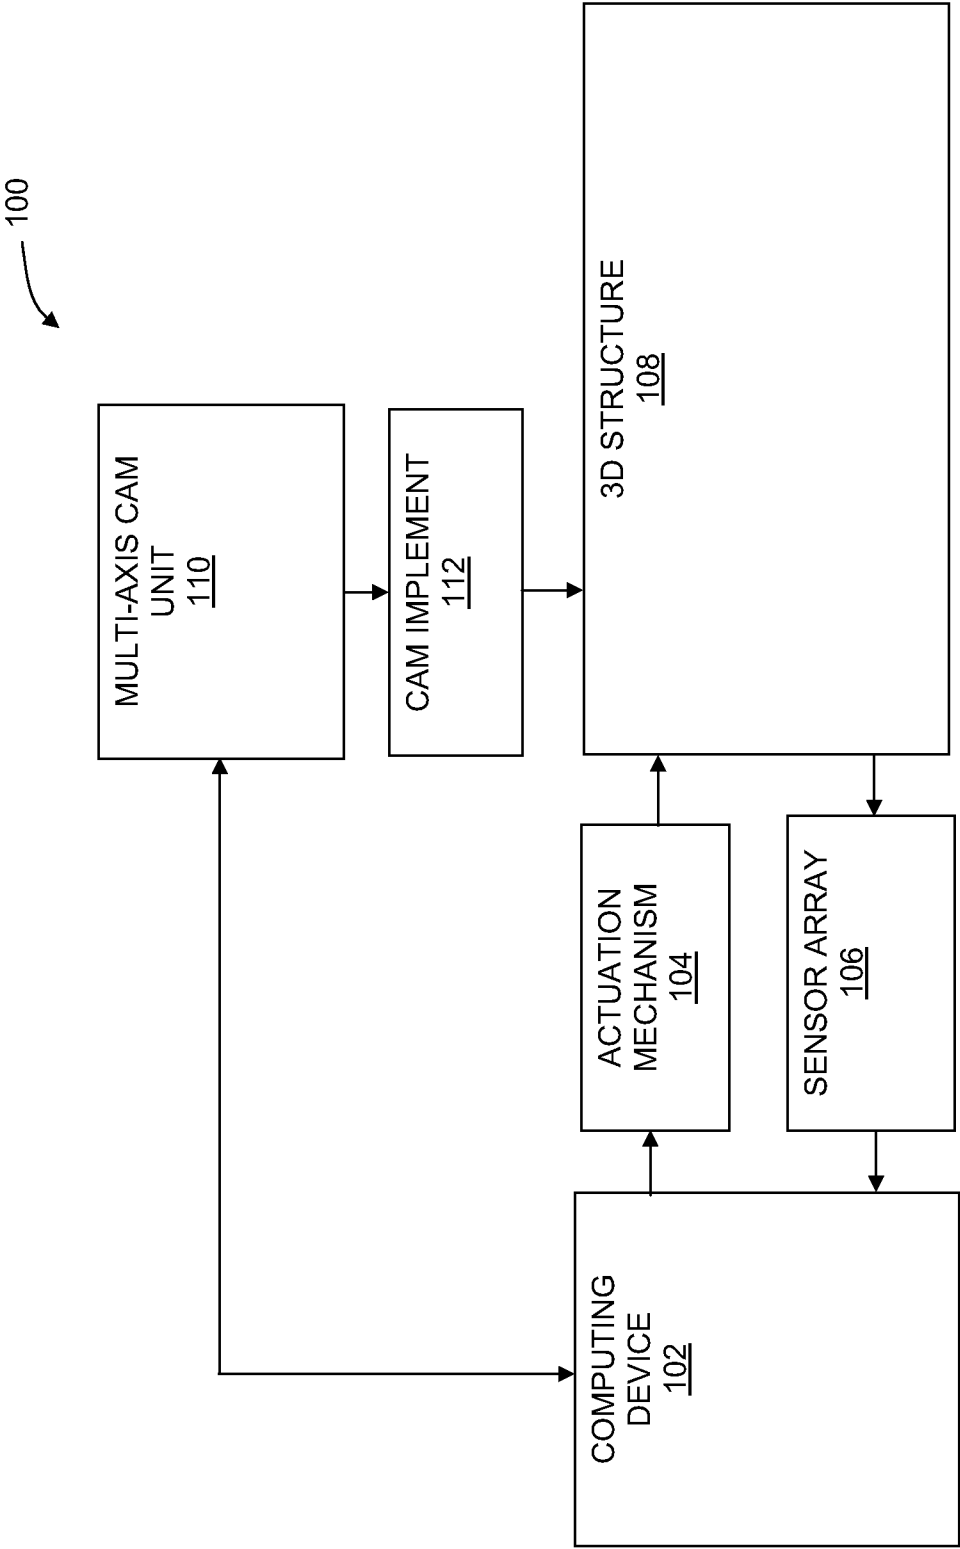 100
MULTI-AXIS CAM
UNIT
110
CAM IMPLEMENT
112
3D STRUCTURE
108
ACTUATION
MECHANISM
104
SENSOR ARRAY
106
COMPUTING
DEVICE
102